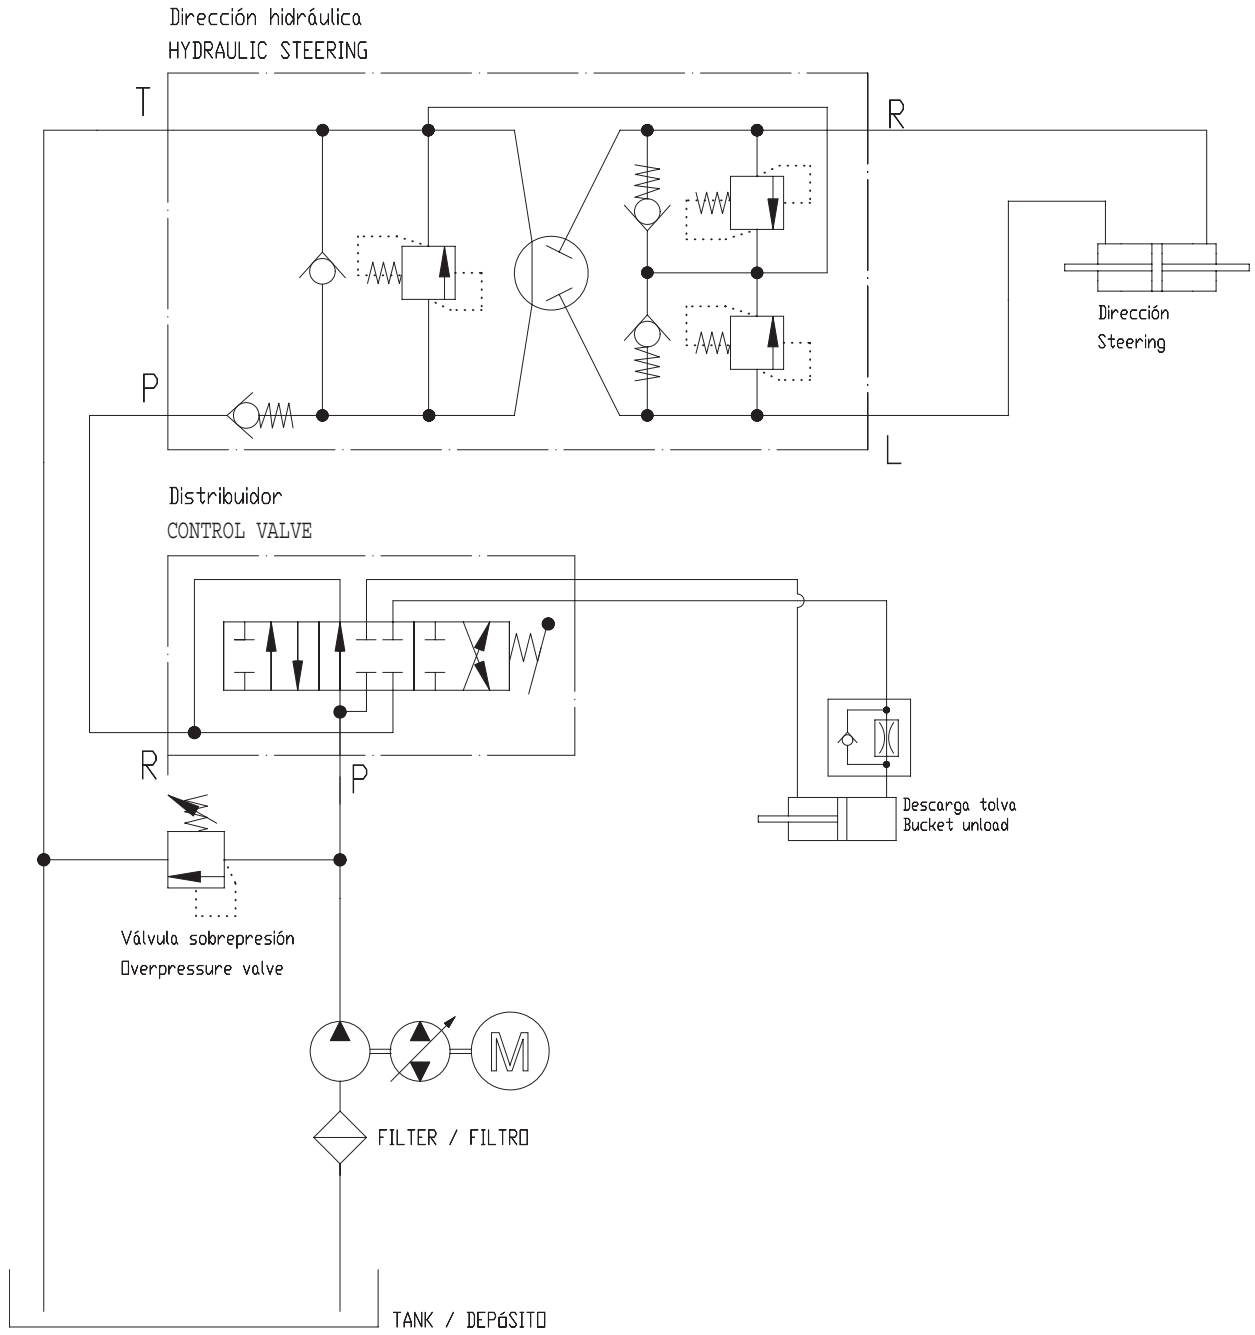 Dirección hidráulica
HYDRAULIC STEERING
T
R
P
L
Dirección
Steering
Distribuidor
CONTROL VALVE
R
P
Descarga tolva
Bucket unload
Válvula sobrepresión
Overpressure valve
M
FILTER / FILTRO
TANK / DEPóSITO